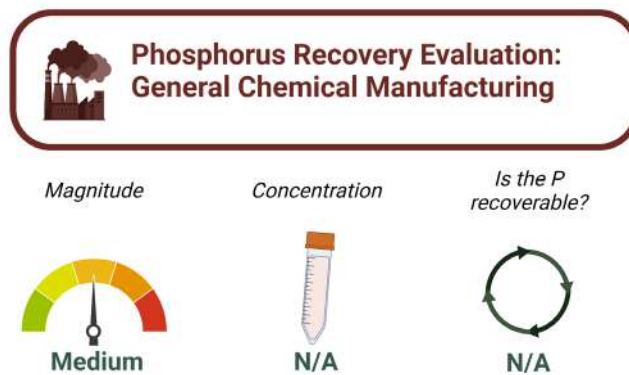 Phosphorus Recovery Evaluation:
General Chemical Manufacturing
Magnitude
Concentration
Is the P
recoverable?
Medium
N/A
N/A